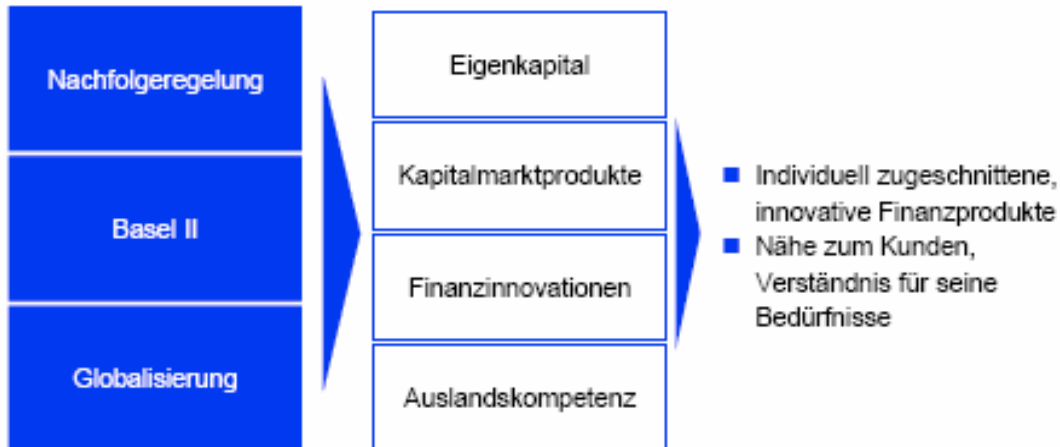 Nachfolgeregelung
Basel II
Globalisierung
Eigenkapital
Kapitalmarktprodukte
Finanzinnovationen
Auslandskompetenz
Individuell zugeschnittene,
innovative Finanzprodukte
Nähe zum Kunden,
Verständnis für seine
Bedürfnisse